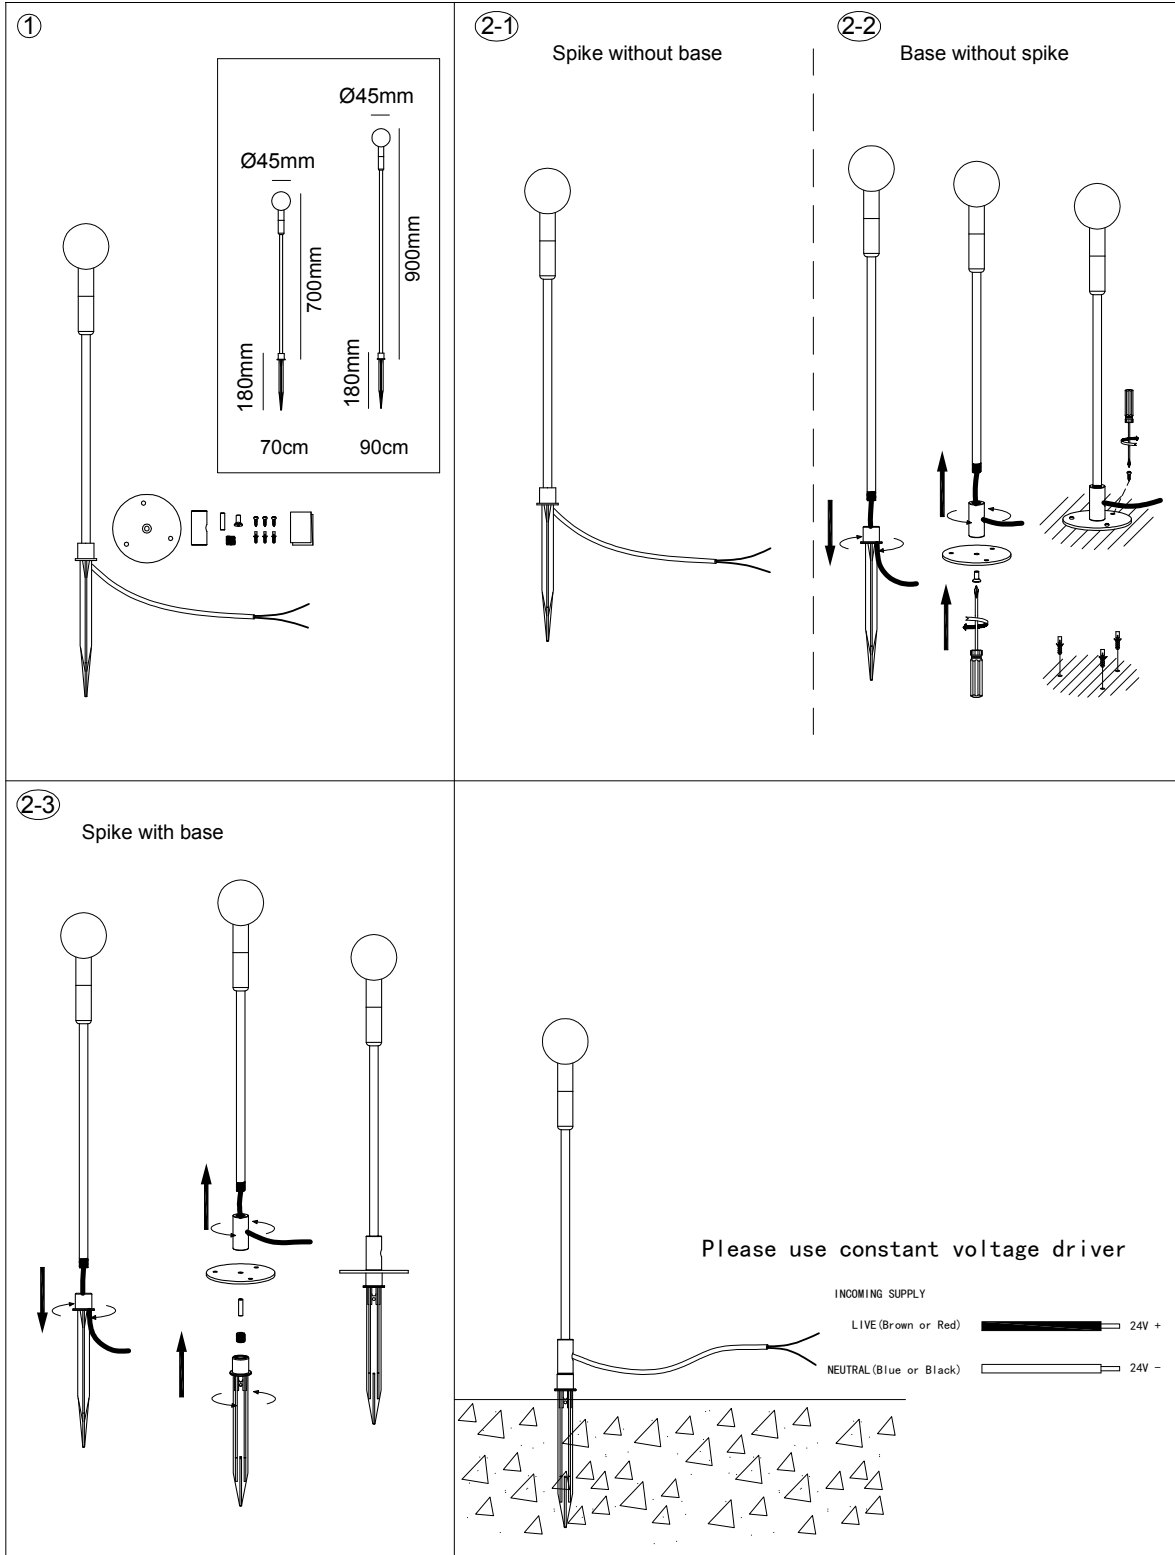 1
Ø45mm
Ø45mm
700mm
900mm
180mm
180mm
70cm
90cm
2-1
Spike without base
2-2
Base without spike
2-3
Spike with base
Please use constant voltage driver
INCOMING SUPPLY
LIVE(Brown or Red) 24V +
NEUTRAL(Blue or Black) 24V -